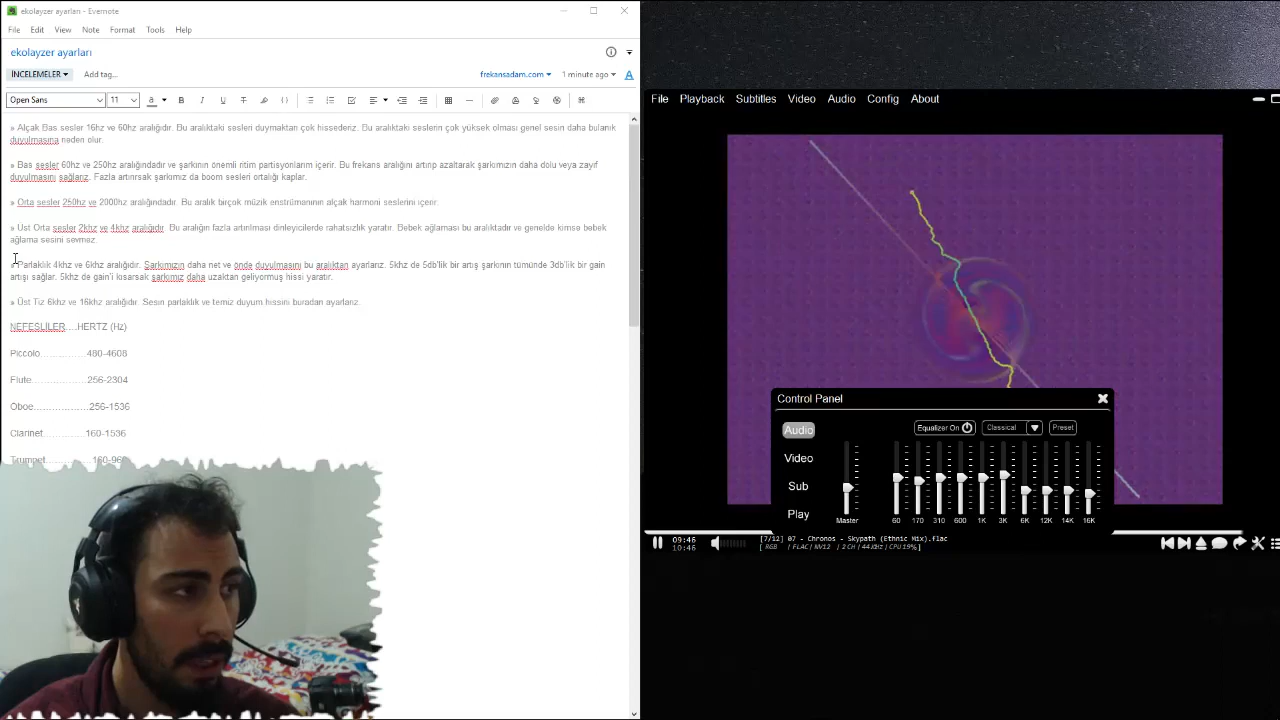 ekolayzer ayarları - Evernote
File Edit View Note Format Tools Help
ekolayzer ayarları
İNCELEMELER Add tag... frekansadam.com 1 minute ago
Open Sans 11
» Alçak Bas sesler 16hz ve 60hz aralığıdır. Bu aralıktaki sesleri duymaktan çok hissederiz. Bu aralıktaki seslerin çok yüksek olması genel sesin daha bulanık
duyulmasına neden olur.
» Bas sesler 60hz ve 250hz aralığındadır ve şarkının önemli ritim partisyonlarını içerir. Bu frekans aralığını artırıp azaltarak şarkımızın daha dolu veya zayıf
duyulmasını sağlarız. Fazla artırırsak şarkımız da boom sesleri ortalığı kaplar.
» Orta sesler 250hz ve 2000hz aralığındadır. Bu aralık birçok müzik enstrümanının alçak harmoni seslerini içerir.
» Üst Orta sesler 2khz ve 4khz aralığıdır. Bu aralığın fazla artırılması dinleyicilerde rahatsızlık yaratır. Bebek ağlaması bu aralıktadır ve genelde kimse bebek
ağlama sesini sevmez.
» Parlaklık 4khz ve 6khz aralığıdır. Şarkımızın daha net ve önde duyulmasını bu aralıktan ayarlarız. 5khz de 5db'lik bir artış şarkının tümünde 3db'lik bir gain
artışı sağlar. 5khz de gain'i kısarsak şarkımız daha uzaktan geliyormuş hissi yaratır.
» Üst Tiz 6khz ve 16khz aralığıdır. Sesin parlaklık ve temiz duyum hissini buradan ayarlarız.
NEFESLİLER....HERTZ (Hz)
Piccolo……………480-4608
Flute………………256-2304
Oboe………………256-1536
Clarinet……………160-1536
File Playback Subtitles Video Audio Config About
Control Panel
Audio Equalizer On Classical Preset
Video
Sub
Play
Master 60 170 310 600 1K 3K 6K 12K 14K 16K
09:46
10:46
[7/12] 07 - Chronos - Skypath (Ethnic Mix).flac
[ RGB | FLAC/NV12 | 2 CH | 44 KHz | CPU 19% ]